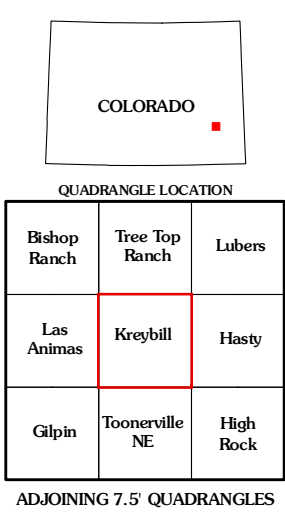 COLORADO
QUADRANGLE LOCATION
Bishop
Ranch
Tree Top
Ranch
Lubers
Las
Animas
Kreybill
Hasty
Gilpin
Toonerville
NE
High
Rock
ADJOINING 7.5' QUADRANGLES